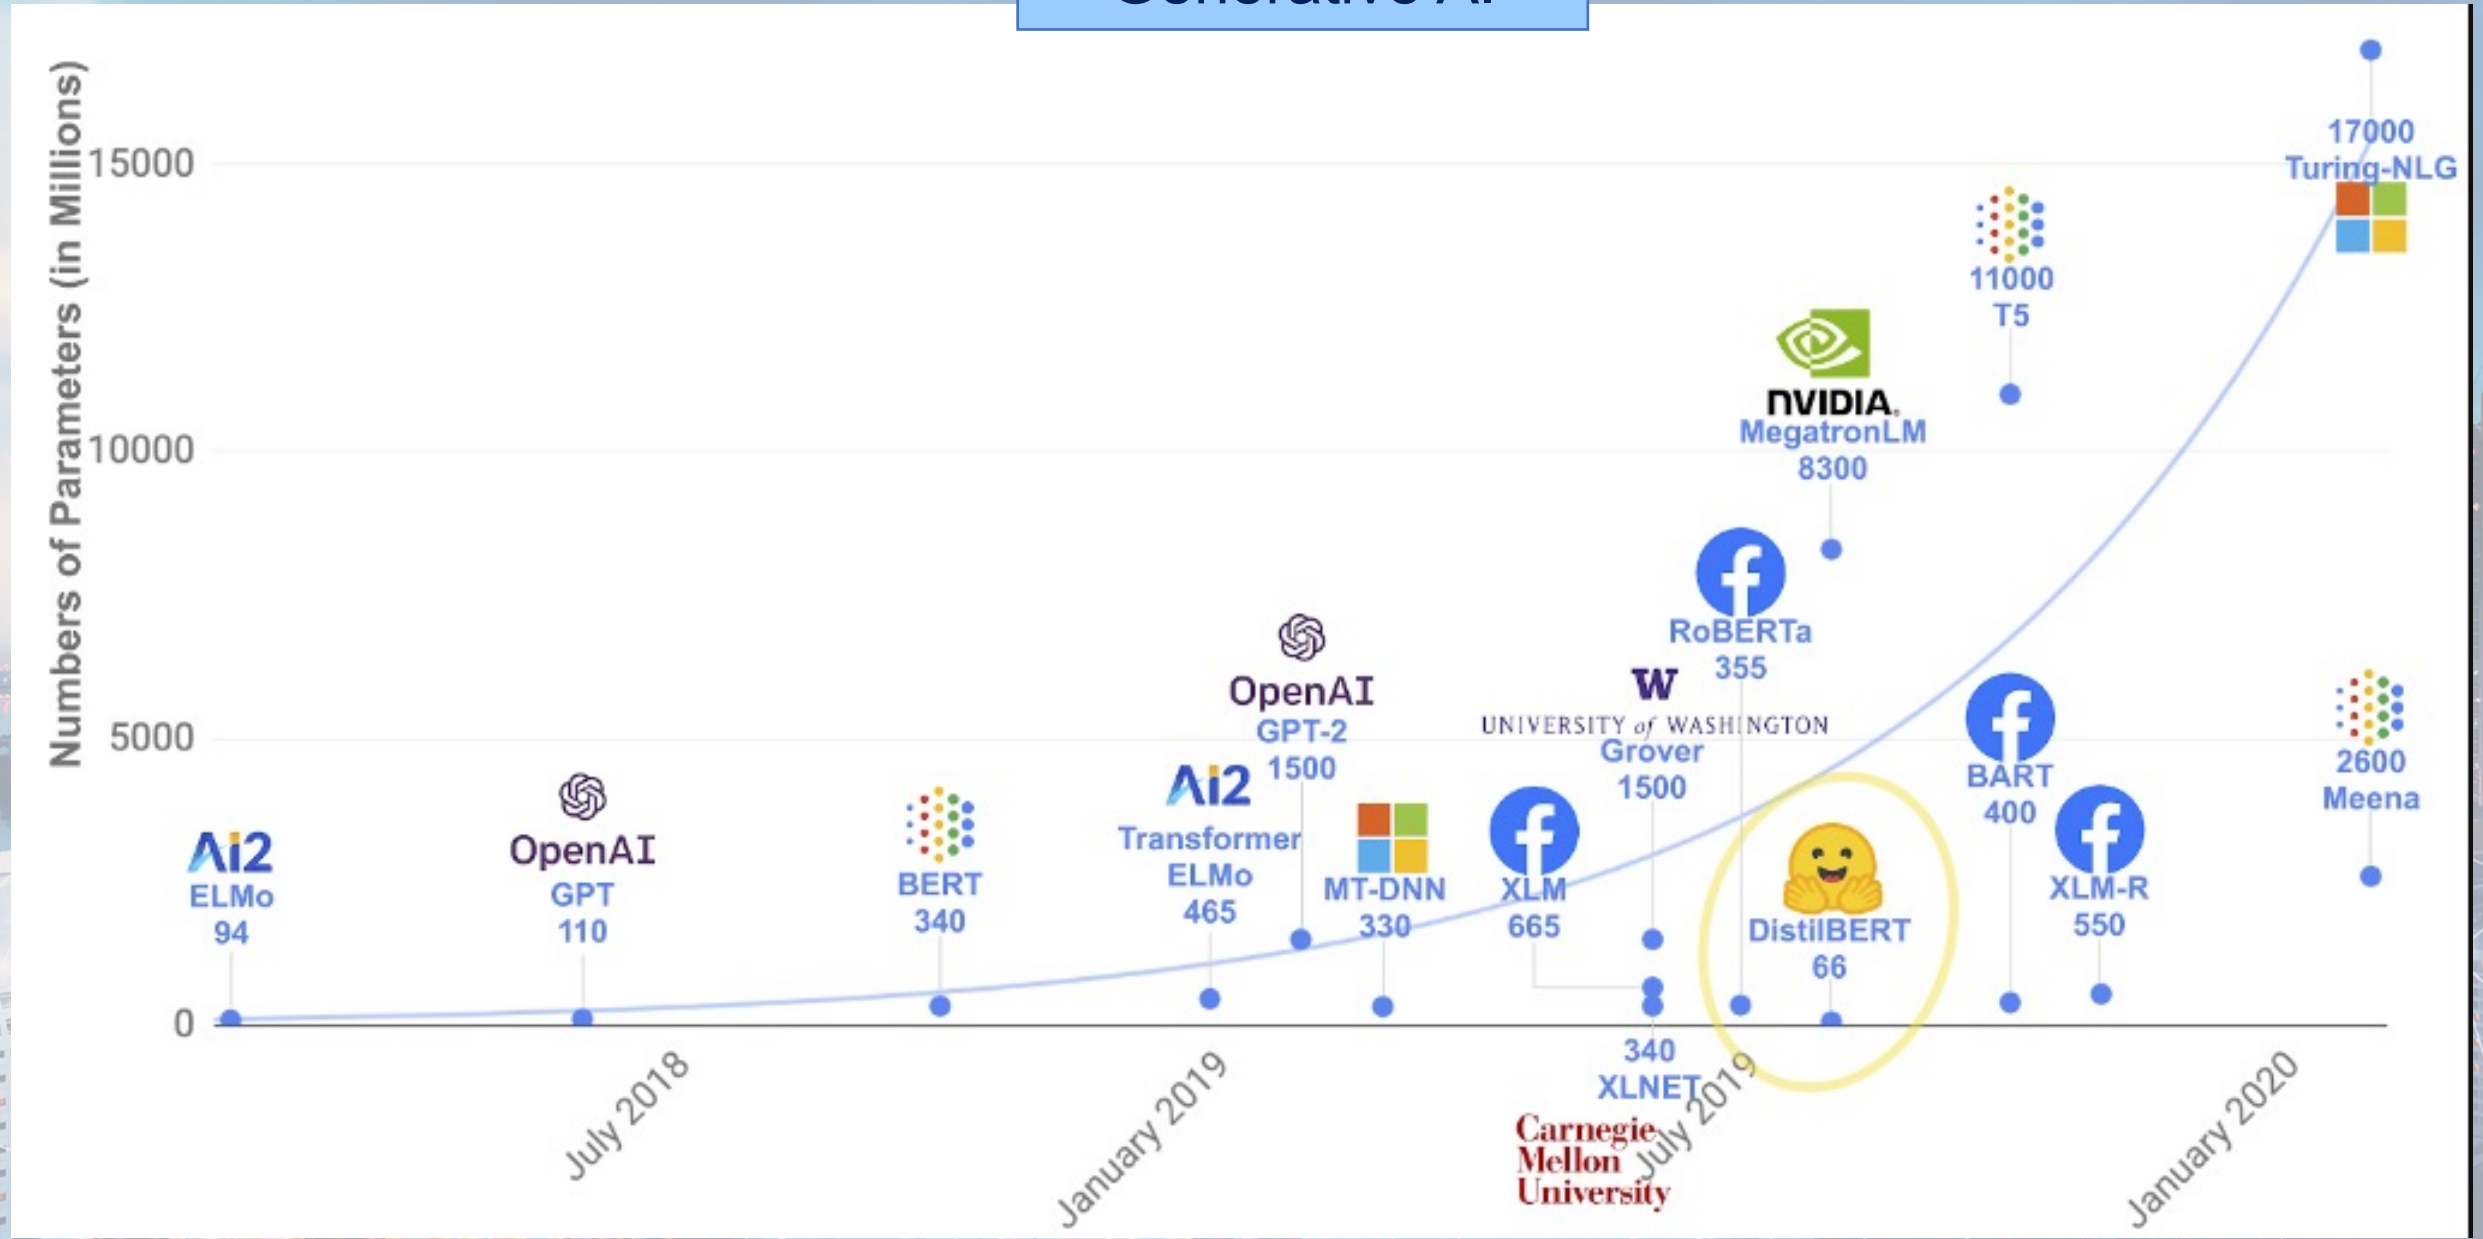 Generative AI
Numbers of Parameters (in Millions)
15000
10000
5000
0
Ai2
ELMo
94
OpenAI
GPT
110
BERT
340
Ai2
Transformer
ELMo
465
OpenAI
GPT-2
1500
MT-DNN
330
XLM
665
W
UNIVERSITY of WASHINGTON
Grover
1500
340
XLNET
Carnegie
Mellon
University
RoBERTa
355
NVIDIA.
MegatronLM
8300
DistilBERT
66
11000
T5
BART
400
XLM-R
550
17000
Turing-NLG
2600
Meena
July 2018
January 2019
July 2019
January 2020